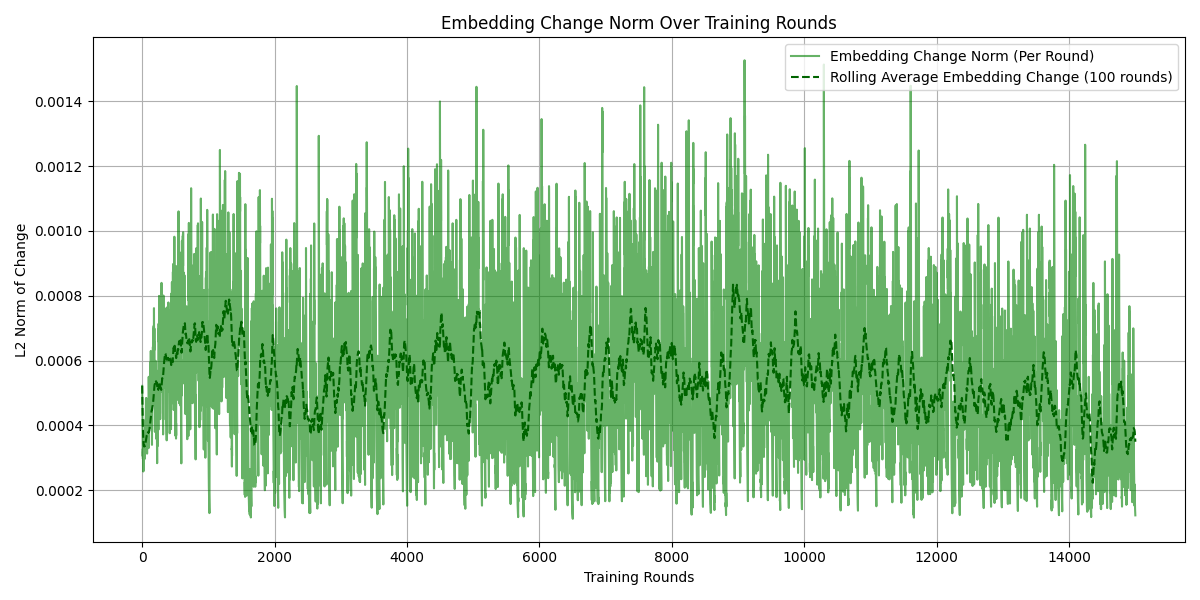 Embedding Change Norm Over Training Rounds
Embedding Change Norm (Per Round)
Rolling Average Embedding Change (100 rounds)
L2 Norm of Change
0.0014
0.0012
0.0010
0.0008
0.0006
0.0004
0.0002
0 2000 4000 6000 8000 10000 12000 14000
Training Rounds